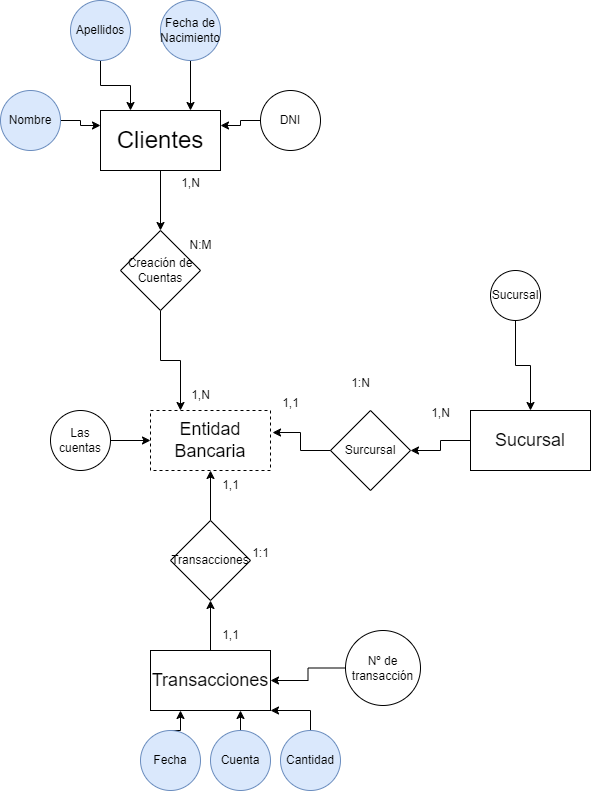 Apellidos
Fecha de
Nacimiento
Nombre
Clientes
DNI
1,N
N:M
Creación de
Cuentas
Sucursal
1:N
1,N
1,1
1,N
Las
cuentas
Entidad
Bancaria
Surcursal
Sucursal
1,1
Transacciones
1:1
1,1
Transacciones
Nº de
transacción
Fecha
Cuenta
Cantidad